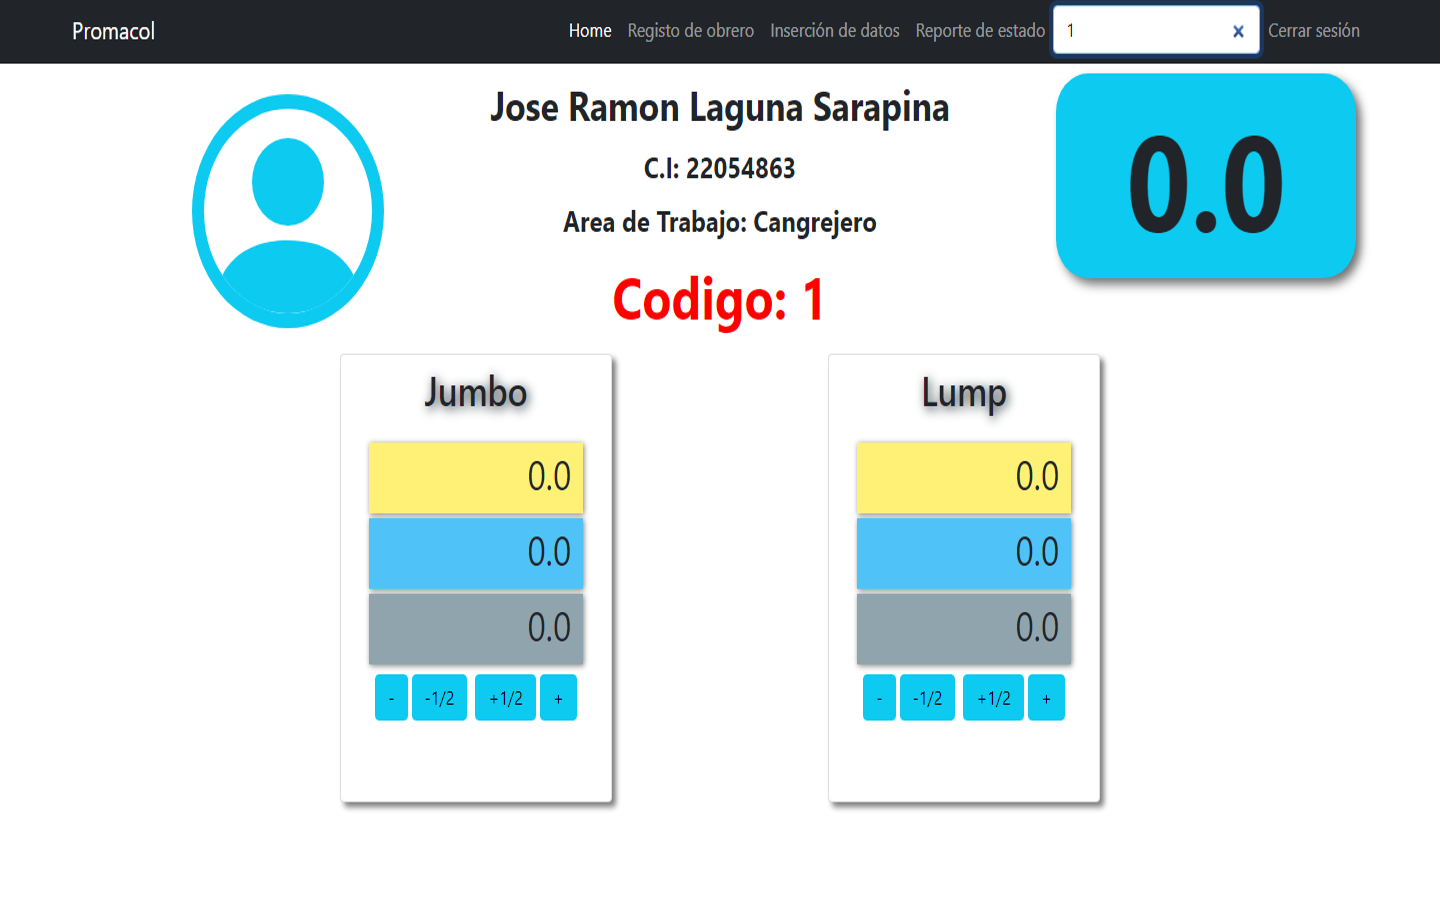 Promacol
Home Registo de obrero Inserción de datos Reporte de estado 1 × Cerrar sesión
Jose Ramon Laguna Sarapina
C.I: 22054863
Area de Trabajo: Cangrejero
Codigo: 1
0.0
Jumbo
0.0
0.0
0.0
- -1/2 +1/2 +
Lump
0.0
0.0
0.0
- -1/2 +1/2 +